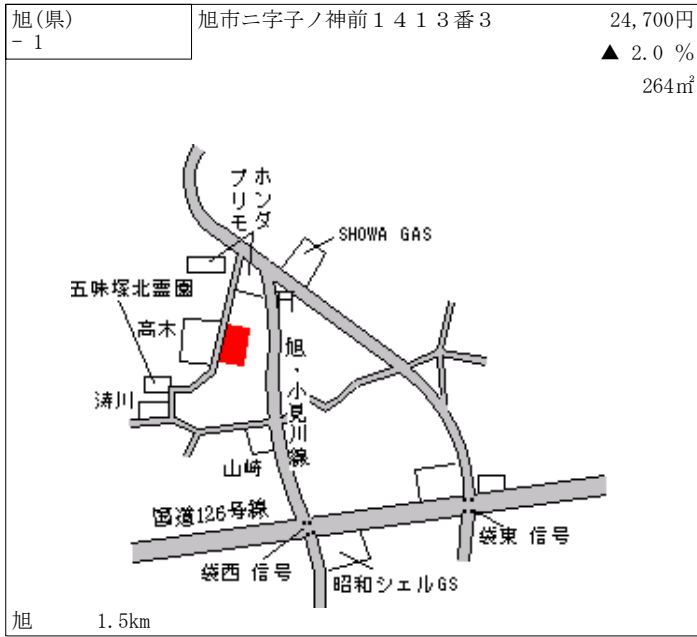 旭(県)
- 1
旭市ニ字子ノ神前１４１３番３
24,700円
▲ 2.0 %
264㎡
ホンダ
プリモ
SHOWA GAS
五味塚北霊園
高木
旭・小見川線
涛川
山崎
国道126号線
袋東 信号
袋西 信号
昭和シェルGS
旭 1.5km